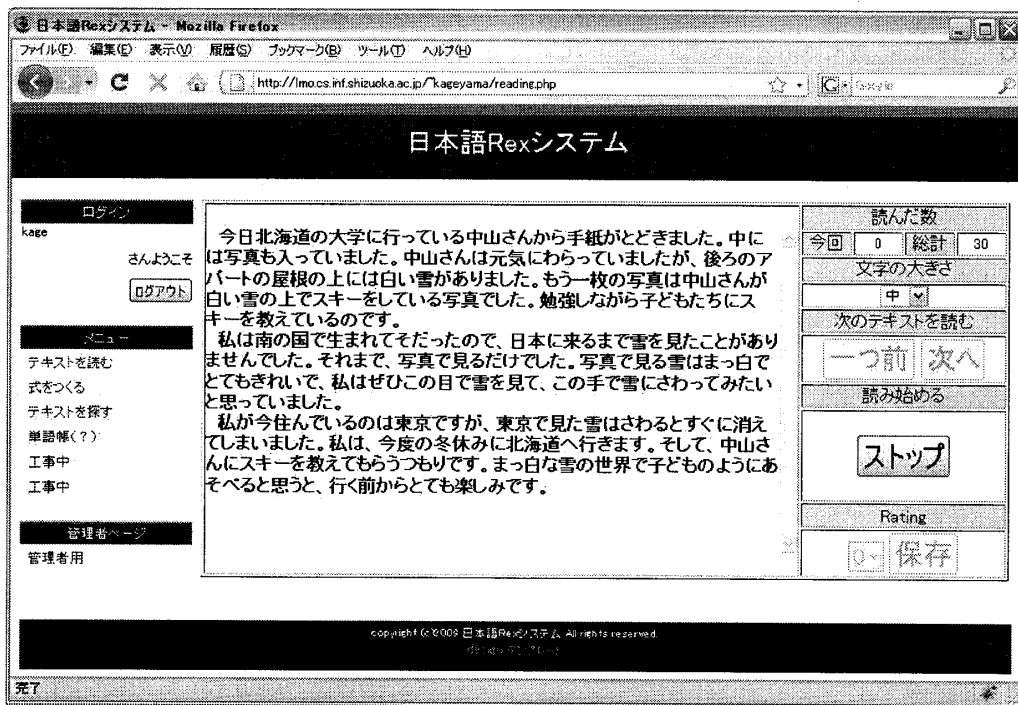 日本語Rexシステム - Mozilla Firefox
ファイル(F) 編集(E) 表示(V) 履歴(S) ブックマーク(B) ツール(T) ヘルプ(H)
http://lmo.cs.inf.shizuoka.ac.jp/~kageyama/reading.php
Google
日本語Rexシステム
ログイン
kage
さんようこそ
ログアウト
メニュー
テキストを読む
式をつくる
テキストを探す
単語帳(?)
工事中
工事中
管理者ページ
管理者用
今日北海道の大学に行っている中山さんから手紙がとどきました。中に
は写真も入っていました。中山さんは元気にわらっていましたが、後ろのア
パートの屋根の上には白い雪がありました。もう一枚の写真は中山さんが
白い雪の上でスキーをしている写真でした。勉強しながら子どもたちにス
キーを教えているのです。
私は南の国で生まれてそだったので、日本に来るまで雪を見たことがあり
ませんでした。それまで、写真で見るだけでした。写真で見る雪はまっ白で
とてもきれいで、私はぜひこの目で雪を見て、この手で雪にさわってみたい
と思っていました。
私が今住んでいるのは東京ですが、東京で見た雪はさわるとすぐに消え
てしまいました。私は、今度の冬休みに北海道へ行きます。そして、中山さ
んにスキーを教えてもらうつもりです。まっ白な雪の世界で子どものようにあ
そべると思うと、行く前からとても楽しみです。
読んだ数
今回 0 総計 30
文字の大きさ
中
次のテキストを読む
一つ前 次へ
読み始める
ストップ
Rating
0 保存
copyright (c)2009 日本語Rexシステム All rights reserved.
完了